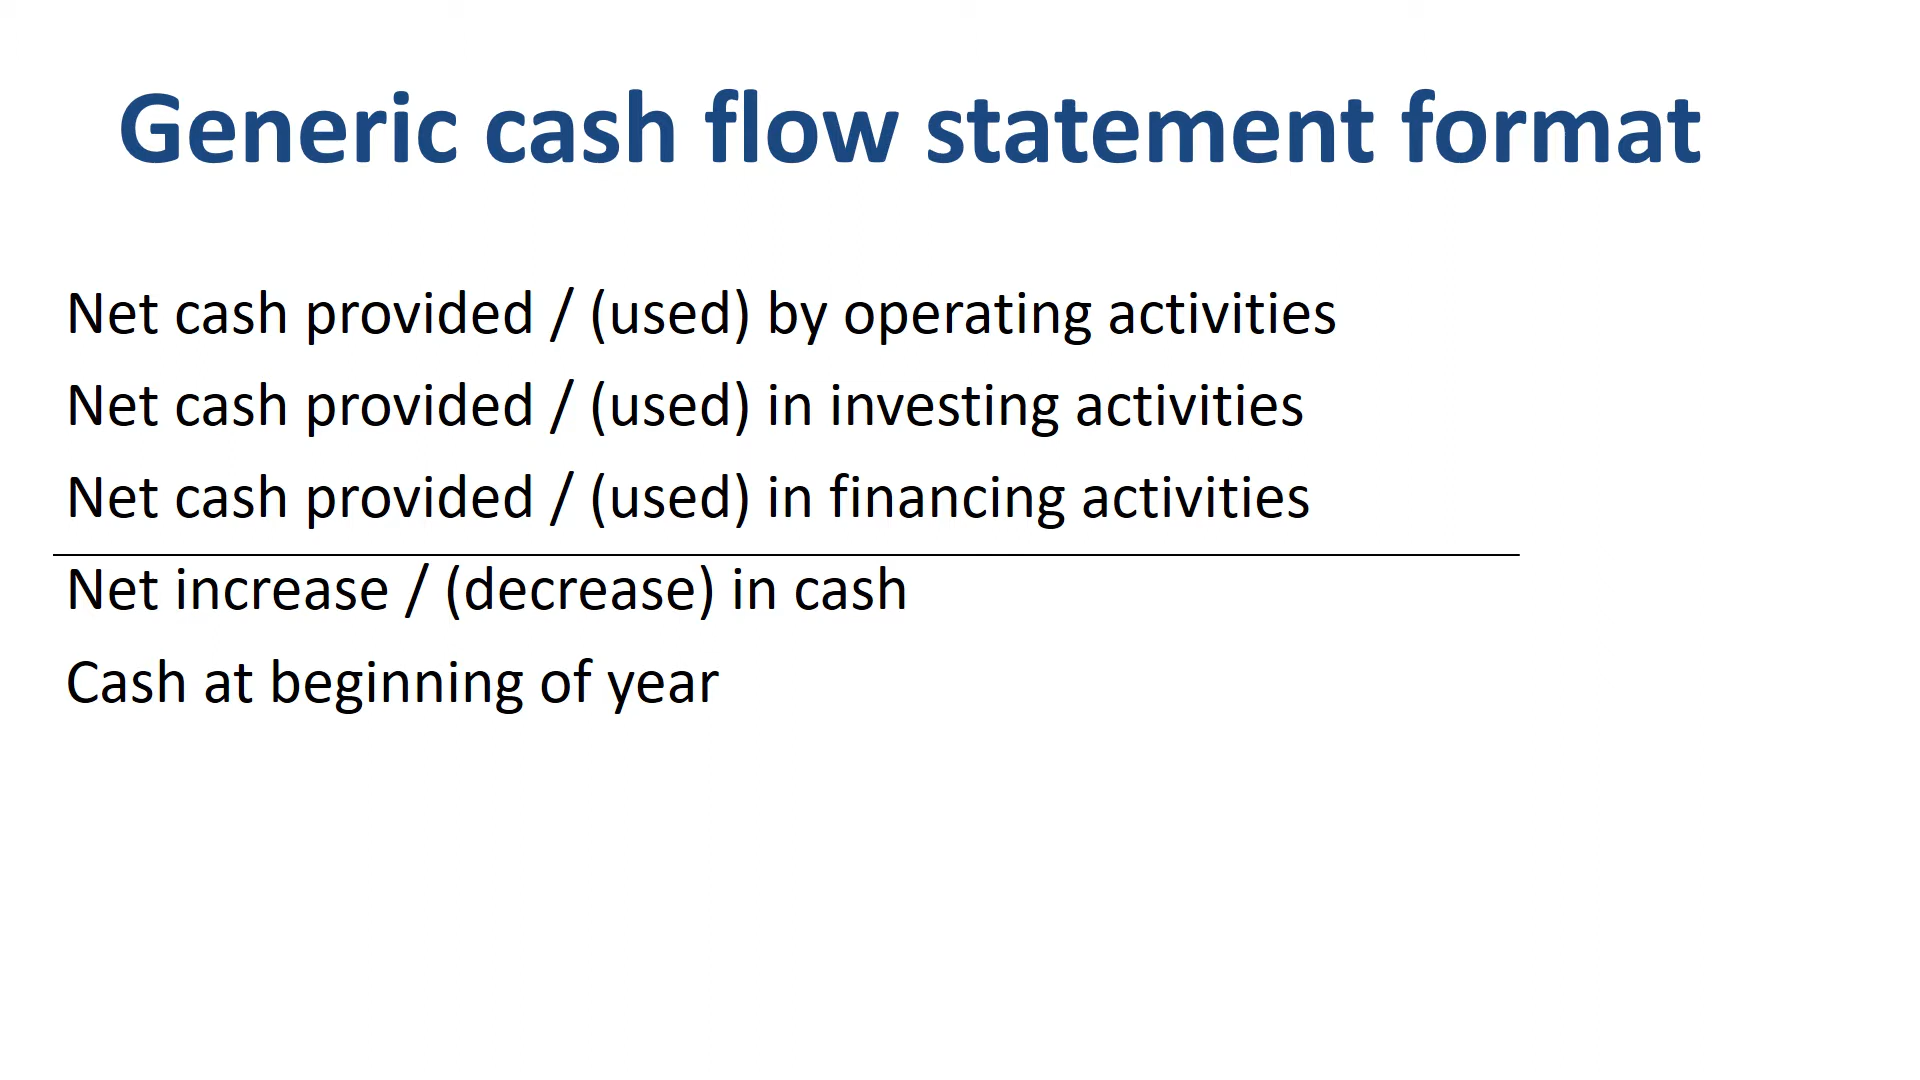 Generic cash flow statement format
Net cash provided / (used) by operating activities
Net cash provided / (used) in investing activities
Net cash provided / (used) in financing activities
Net increase / (decrease) in cash
Cash at beginning of year